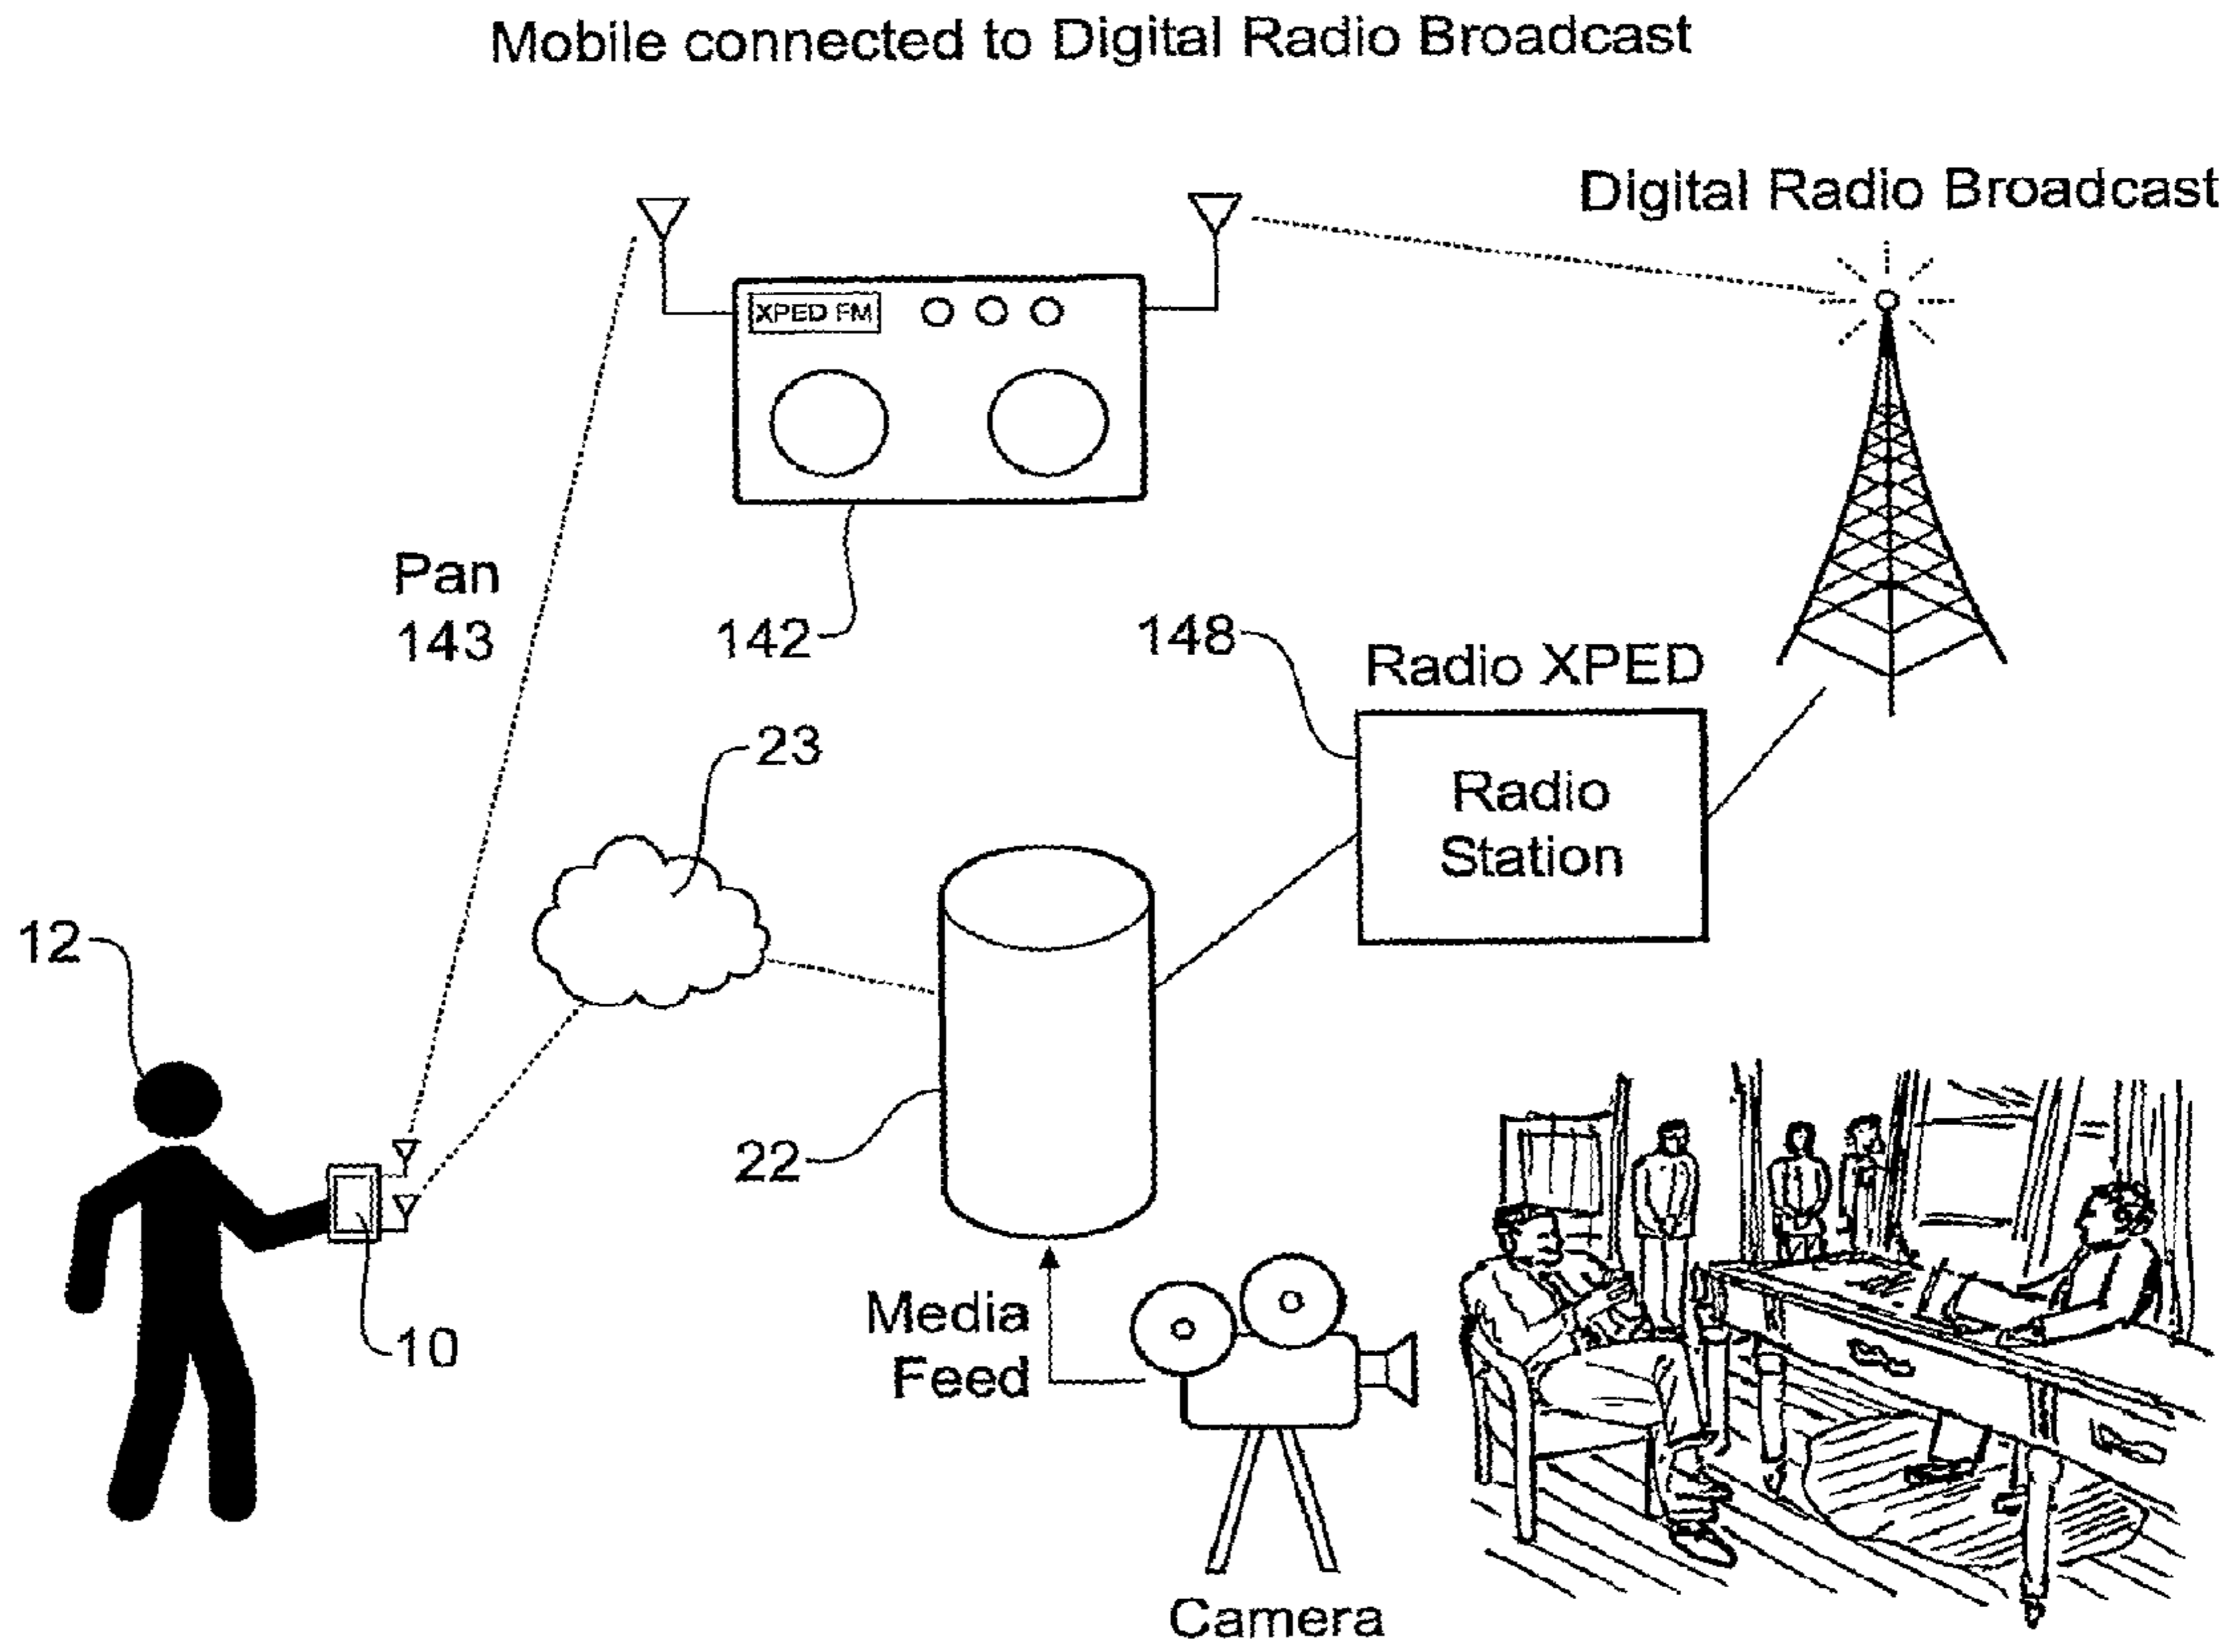 Mobile connected to Digital Radio Broadcast
Digital Radio Broadcast
XPED FM
Pan
143
142
148
Radio XPED
Radio
Station
23
12
22
10
Media
Feed
Camera